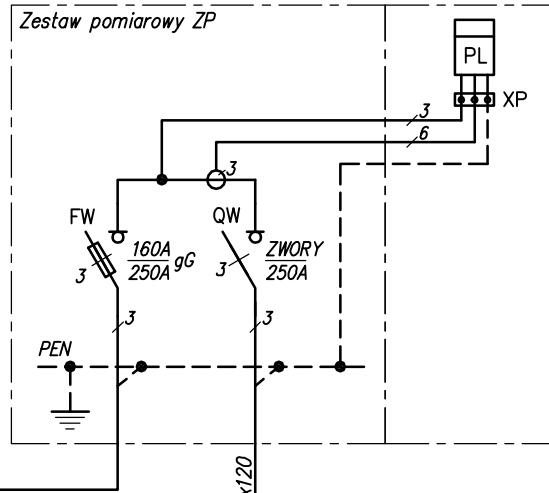 Zestaw pomiarowy ZP
PL
XP
3
6
3
FW
160A
250A
gG
3
QW
ZWORY
250A
3
3
3
PEN
x120